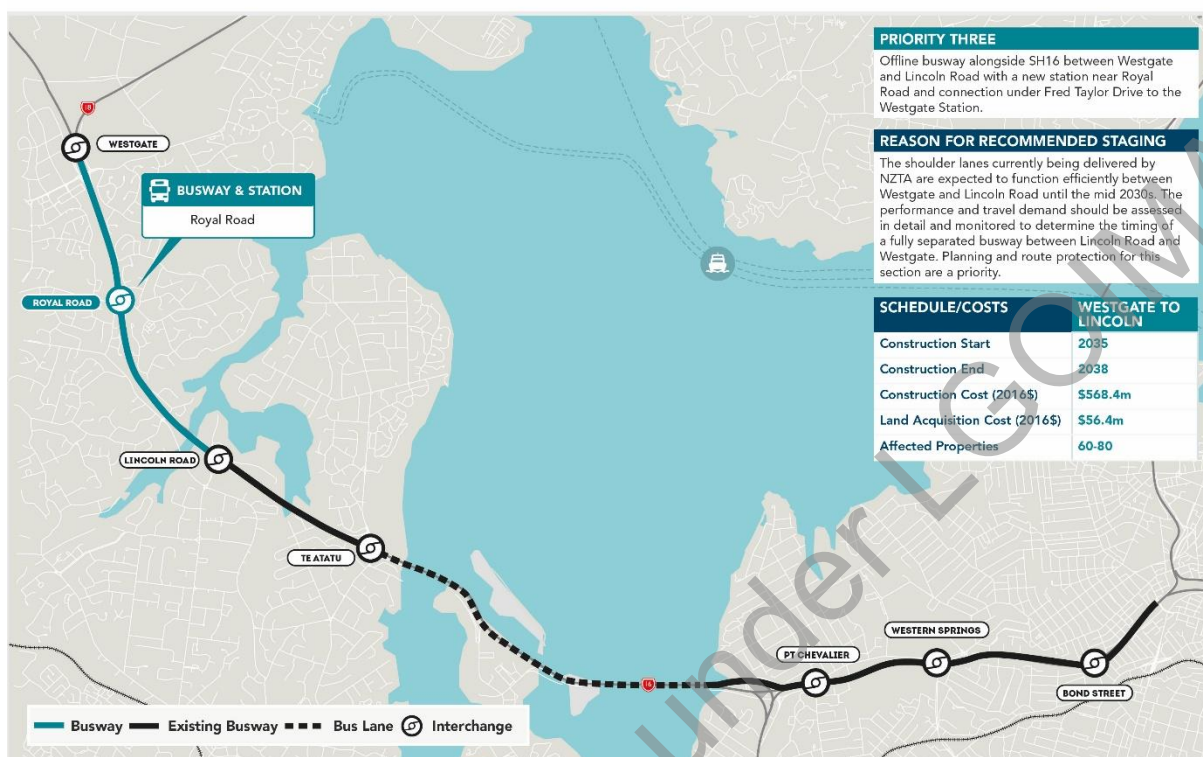 PRIORITY THREE
Offline busway alongside SH16 between Westgate
and Lincoln Road with a new station near Royal
Road and connection under Fred Taylor Drive to the
Westgate Station.
REASON FOR RECOMMENDED STAGING
The shoulder lanes currently being delivered by
NZTA are expected to function efficiently between
Westgate and Lincoln Road until the mid 2030s. The
performance and travel demand should be assessed
in detail and monitored to determine the timing of
a fully separated busway between Lincoln Road and
Westgate. Planning and route protection for this
section are a priority.
SCHEDULE/COSTS WESTGATE TO
LINCOLN
Construction Start 2035
Construction End 2038
Construction Cost (2016$) $568.4m
Land Acquisition Cost (2016$) $56.4m
Affected Properties 60-80
18
WESTGATE
BUSWAY & STATION
Royal Road
ROYAL ROAD
LINCOLN ROAD
TE ATATU
16
PT CHEVALIER
WESTERN SPRINGS
BOND STREET
Busway Existing Busway Bus Lane Interchange
under LGOIM